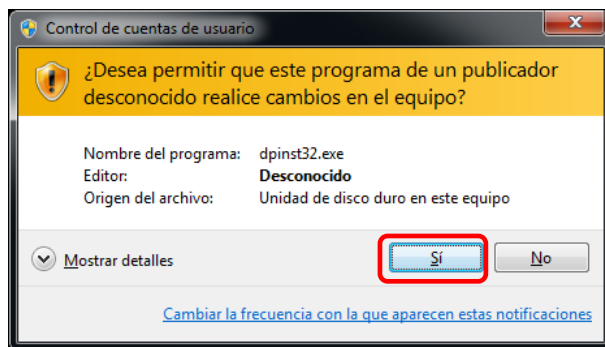 Control de cuentas de usuario
¿Desea permitir que este programa de un publicador
desconocido realice cambios en el equipo?
Nombre del programa: dpinst32.exe
Editor: Desconocido
Origen del archivo: Unidad de disco duro en este equipo
Mostrar detalles Sí No
Cambiar la frecuencia con la que aparecen estas notificaciones